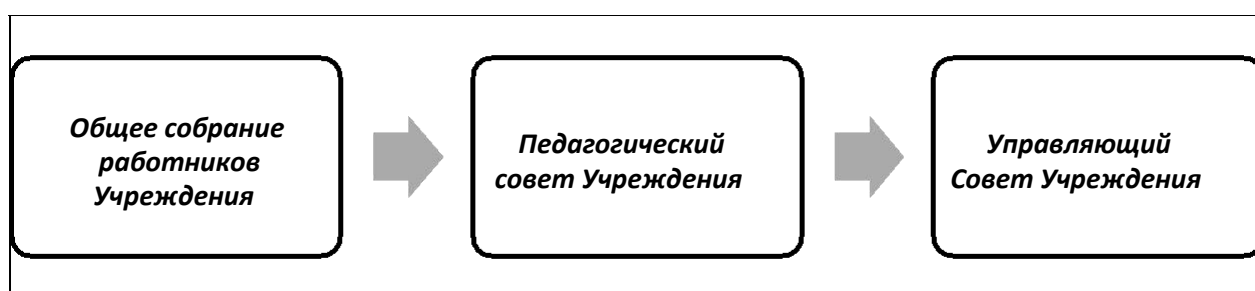 Общее собрание
работников
Учреждения
Педагогический
совет Учреждения
Управляющий
Совет Учреждения